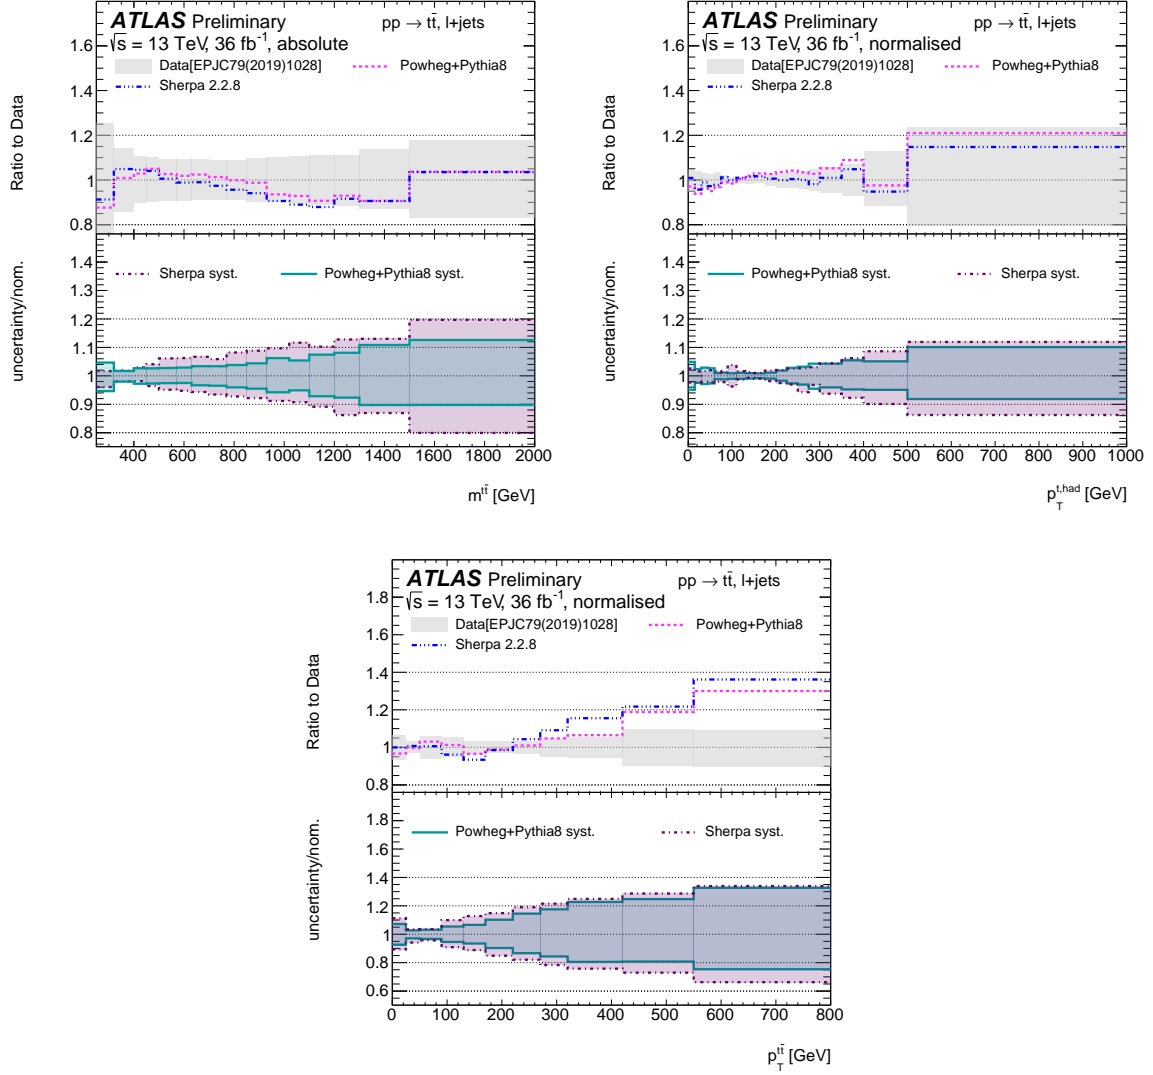 ATLAS Preliminary
pp → tt̄, l+jets
√s = 13 TeV, 36 fb⁻¹, absolute
Data[EPJC79(2019)1028]
Powheg+Pythia8
Sherpa 2.2.8
Ratio to Data
1.6
1.4
1.2
1
0.8
Sherpa syst.
Powheg+Pythia8 syst.
uncertainty/nom.
1.4
1.3
1.2
1.1
1
0.9
0.8
400 600 800 1000 1200 1400 1600 1800 2000
m^{tt̄} [GeV]
ATLAS Preliminary
pp → tt̄, l+jets
√s = 13 TeV, 36 fb⁻¹, normalised
Data[EPJC79(2019)1028]
Powheg+Pythia8
Sherpa 2.2.8
Ratio to Data
1.6
1.4
1.2
1
0.8
Powheg+Pythia8 syst.
Sherpa syst.
uncertainty/nom.
1.4
1.3
1.2
1.1
1
0.9
0.8
0 100 200 300 400 500 600 700 800 900 1000
p_T^{t,had} [GeV]
ATLAS Preliminary
pp → tt̄, l+jets
√s = 13 TeV, 36 fb⁻¹, normalised
Data[EPJC79(2019)1028]
Powheg+Pythia8
Sherpa 2.2.8
Ratio to Data
1.8
1.6
1.4
1.2
1
0.8
Powheg+Pythia8 syst.
Sherpa syst.
uncertainty/nom.
1.8
1.6
1.4
1.2
1
0.8
0.6
0 100 200 300 400 500 600 700 800
p_T^{tt̄} [GeV]